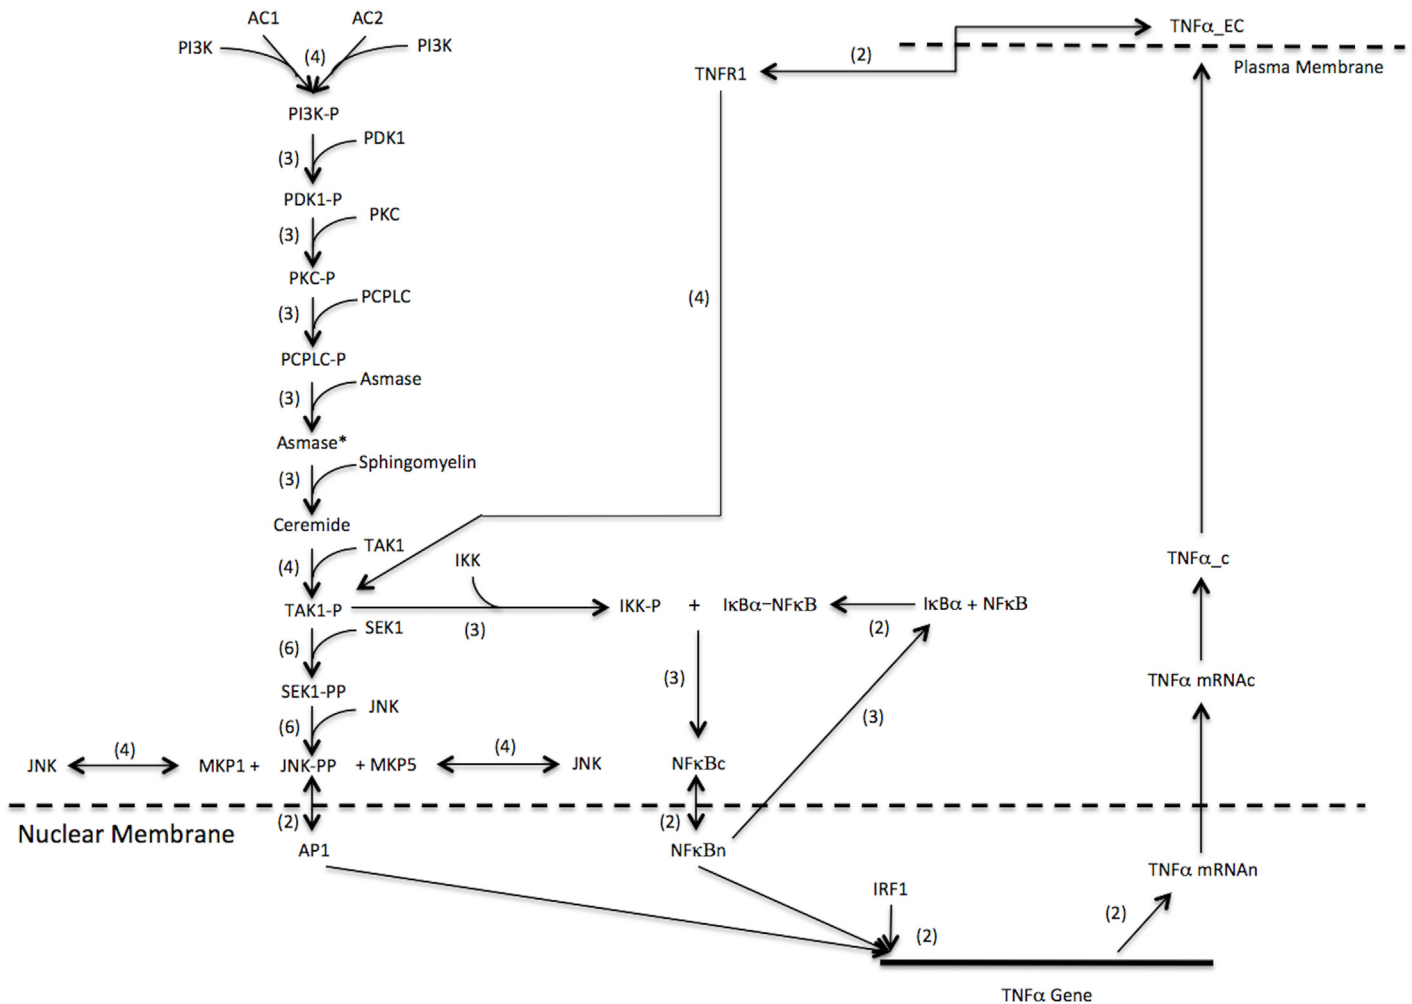 AC1 AC2 TNFα_EC
PI3K (4) PI3K (2)
TNFR1 Plasma Membrane
PI3K-P
(3) PDK1
PDK1-P
(3) PKC
PKC-P
(3) PCPLC (4)
PCPLC-P
(3) Asmase
Asmase*
(3) Sphingomyelin
Ceremide
(4) TAK1 IKK TNFα_c
TAK1-P (3) IKK-P + IκBα–NFκB (2) IκBα + NFκB
(6) SEK1
SEK1-PP (3) TNFα mRNAc
(6) JNK (3)
JNK (4) MKP1 + JNK-PP + MKP5 (4) JNK NFκBc
Nuclear Membrane (2) (2)
AP1 NFκBn TNFα mRNAn
IRF1
(2) (2)
TNFα Gene